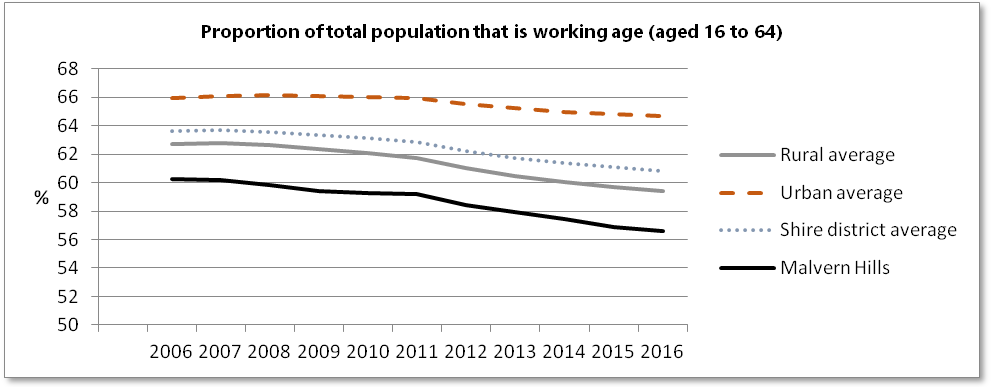 Proportion of total population that is working age (aged 16 to 64)
68
66
64
62
60
58
56
54
52
50
%
2006 2007 2008 2009 2010 2011 2012 2013 2014 2015 2016
Rural average
Urban average
Shire district average
Malvern Hills